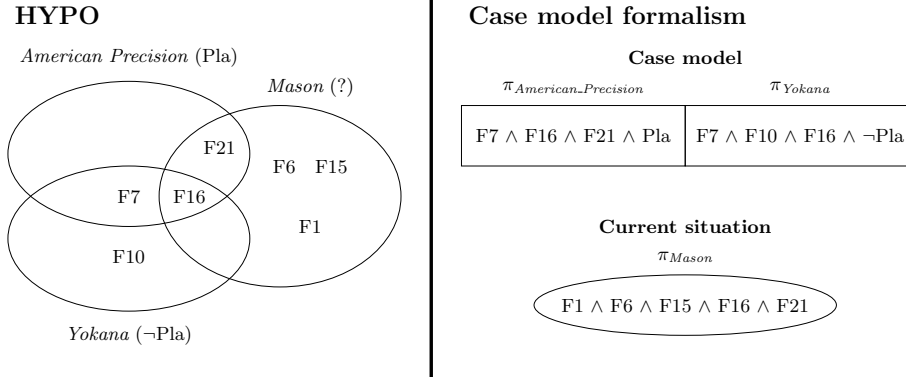 HYPO
American Precision (Pla)
Mason (?)
F21
F6 F15
F7 F16
F1
F10
Yokana (¬Pla)
Case model formalism
Case model
π_American_Precision π_Yokana
F7 ∧ F16 ∧ F21 ∧ Pla F7 ∧ F10 ∧ F16 ∧ ¬Pla
Current situation
π_Mason
F1 ∧ F6 ∧ F15 ∧ F16 ∧ F21